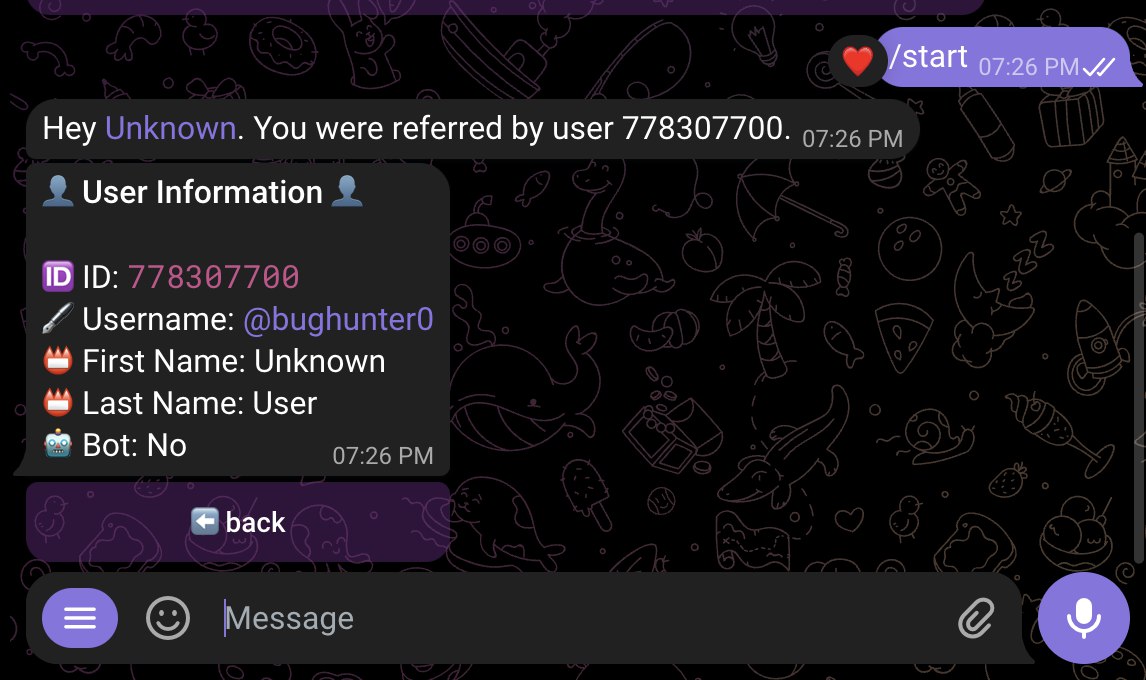 /start 07:26 PM
Hey Unknown. You were referred by user 778307700. 07:26 PM
👤 User Information 👤
🆔 ID: 778307700
🖋 Username: @bughunter0
📛 First Name: Unknown
📛 Last Name: User
🤖 Bot: No 07:26 PM
⬅️ back
Message